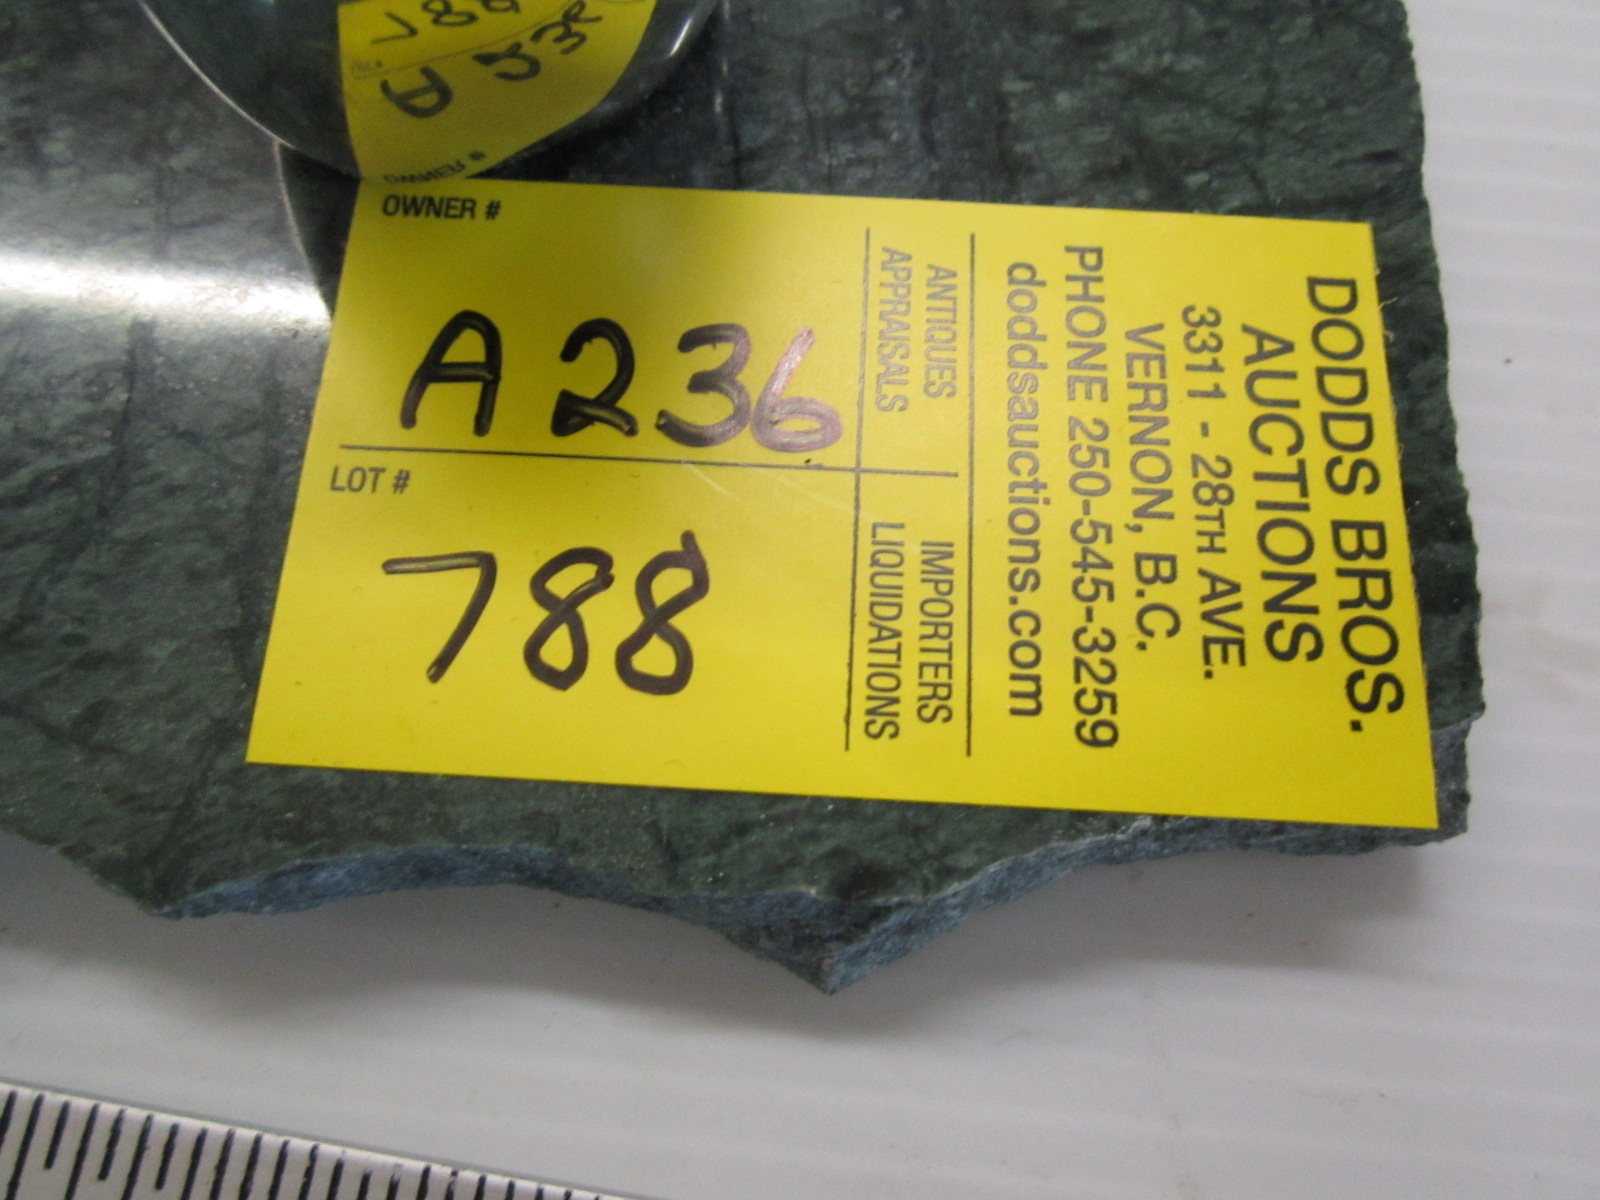 OWNER #
A 236
LOT #
788
ANTIQUES
APPRAISALS
IMPORTERS
LIQUIDATIONS
DODDS BROS.
AUCTIONS
3311 - 28TH AVE.
VERNON, B.C.
PHONE 250-545-3259
doddsauctions.com